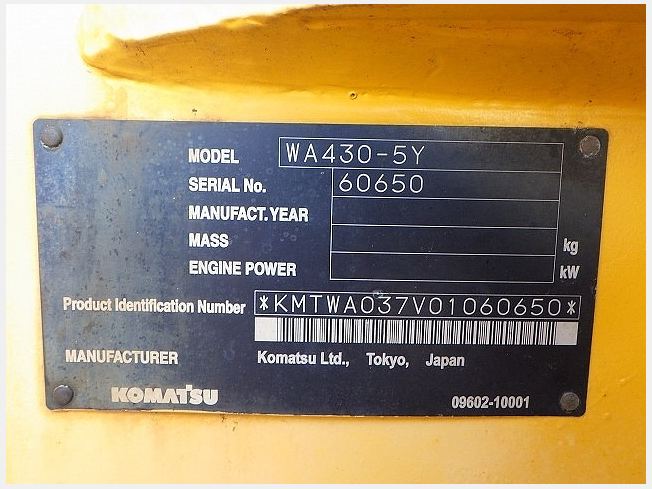 MODEL WA430-5Y
SERIAL No. 60650
MANUFACT.YEAR
MASS kg
ENGINE POWER kW
Product Identification Number *KMTWA037V01060650*
MANUFACTURER Komatsu Ltd., Tokyo, Japan
KOMATSU 09602-10001